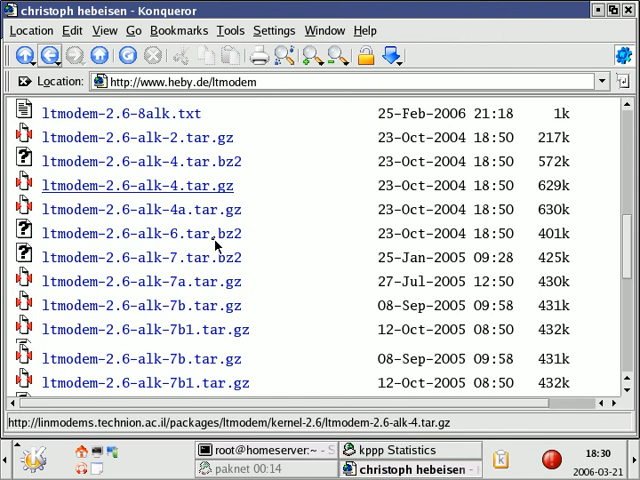 christoph hebeisen - Konqueror
Location Edit View Go Bookmarks Tools Settings Window Help
Location: http://www.heby.de/ltmodem
ltmodem-2.6-8alk.txt 25-Feb-2006 21:18 1k
ltmodem-2.6-alk-2.tar.gz 23-Oct-2004 18:50 217k
ltmodem-2.6-alk-4.tar.bz2 23-Oct-2004 18:50 572k
ltmodem-2.6-alk-4.tar.gz 23-Oct-2004 18:50 629k
ltmodem-2.6-alk-4a.tar.gz 23-Oct-2004 18:50 630k
ltmodem-2.6-alk-6.tar.bz2 23-Oct-2004 18:50 401k
ltmodem-2.6-alk-7.tar.bz2 25-Jan-2005 09:28 425k
ltmodem-2.6-alk-7a.tar.gz 27-Jul-2005 12:50 430k
ltmodem-2.6-alk-7b.tar.gz 08-Sep-2005 09:58 431k
ltmodem-2.6-alk-7b1.tar.gz 12-Oct-2005 08:50 432k
ltmodem-2.6-alk-7b.tar.gz 08-Sep-2005 09:58 431k
ltmodem-2.6-alk-7b1.tar.gz 12-Oct-2005 08:50 432k
http://linmodems.technion.ac.il/packages/ltmodem/kernel-2.6/ltmodem-2.6-alk-4.tar.gz
root@homeserver:~ - S kppp Statistics 18:30
paknet 00:14 christoph hebeisen - 2006-03-21